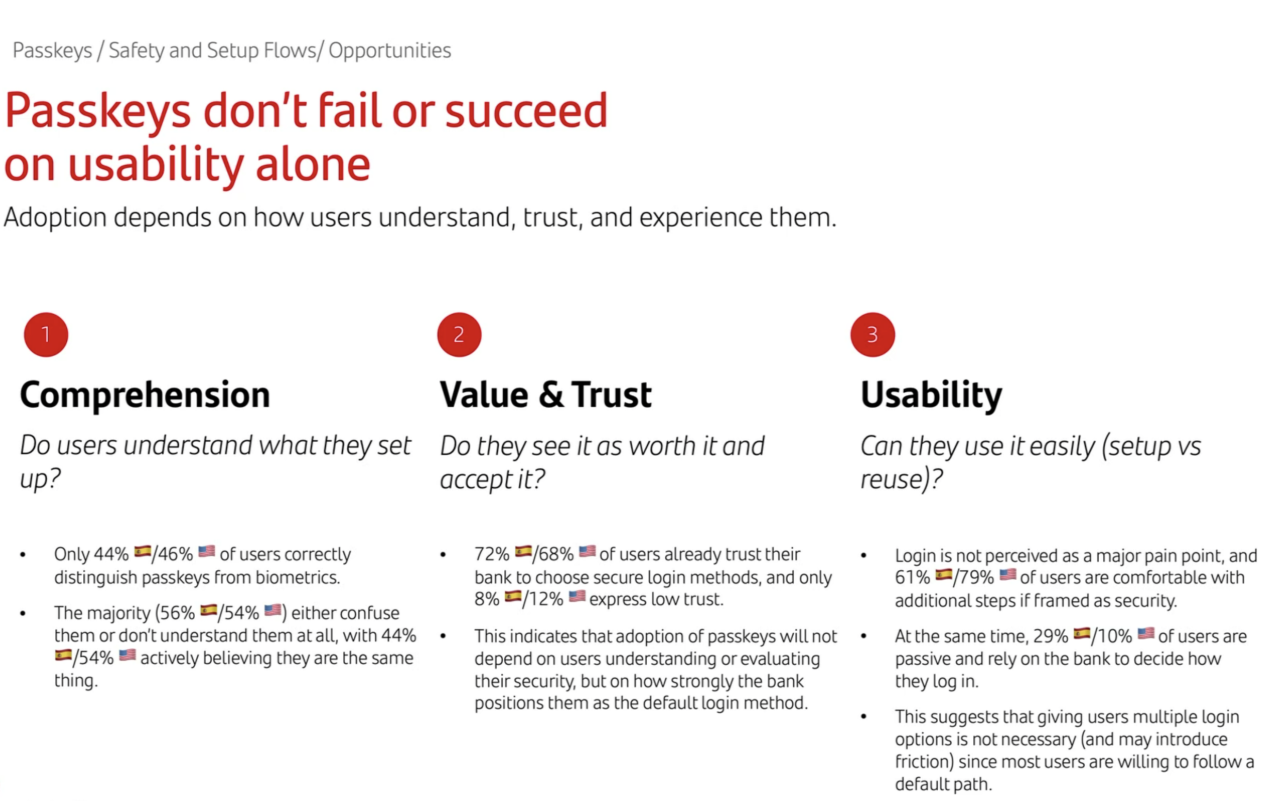 Passkeys / Safety and Setup Flows/ Opportunities
Passkeys don't fail or succeed
on usability alone
Adoption depends on how users understand, trust, and experience them.
1
Comprehension
Do users understand what they set
up?
• Only 44% 🇪🇸/46% 🇺🇸 of users correctly
distinguish passkeys from biometrics.
• The majority (56% 🇪🇸/54% 🇺🇸) either confuse
them or don't understand them at all, with 44%
🇪🇸/54% 🇺🇸 actively believing they are the same
thing.
2
Value & Trust
Do they see it as worth it and
accept it?
• 72% 🇪🇸/68% 🇺🇸 of users already trust their
bank to choose secure login methods, and only
8% 🇪🇸/12% 🇺🇸 express low trust.
• This indicates that adoption of passkeys will not
depend on users understanding or evaluating
their security, but on how strongly the bank
positions them as the default login method.
3
Usability
Can they use it easily (setup vs
reuse)?
• Login is not perceived as a major pain point, and
61% 🇪🇸/79% 🇺🇸 of users are comfortable with
additional steps if framed as security.
• At the same time, 29% 🇪🇸/10% 🇺🇸 of users are
passive and rely on the bank to decide how
they log in.
• This suggests that giving users multiple login
options is not necessary (and may introduce
friction) since most users are willing to follow a
default path.